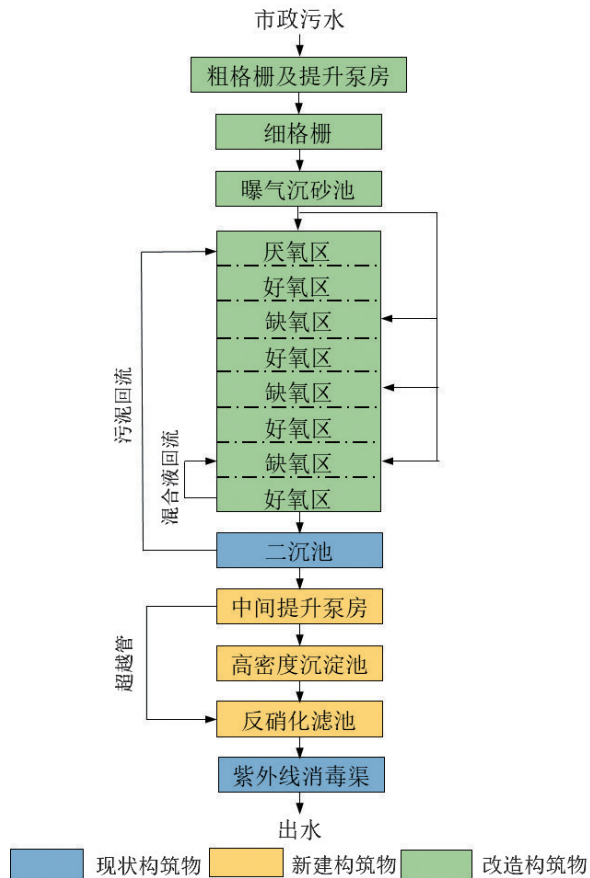 市政污水
粗格栅及提升泵房
细格栅
曝气沉砂池
厌氧区
好氧区
缺氧区
好氧区
缺氧区
好氧区
缺氧区
好氧区
污泥回流
混合液回流
二沉池
中间提升泵房
高密度沉淀池
反硝化滤池
超越管
紫外线消毒渠
出水
现状构筑物
新建构筑物
改造构筑物